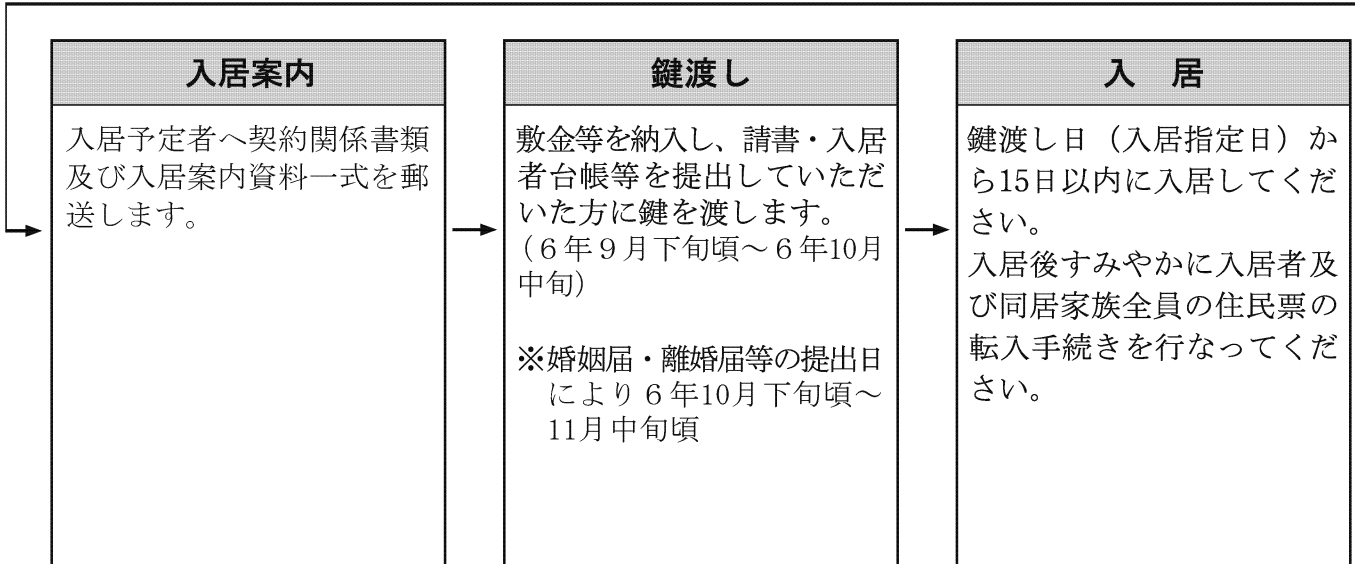 入居案内
入居予定者へ契約関係書類
及び入居案内資料一式を郵
送します。
鍵渡し
敷金等を納入し、請書・入居
者台帳等を提出していただ
いた方に鍵を渡します。
(6年9月下旬頃~6年10月
中旬)
※婚姻届・離婚届等の提出日
により6年10月下旬頃~
11月中旬頃
入　居
鍵渡し日（入居指定日）か
ら15日以内に入居してくだ
さい。
入居後すみやかに入居者及
び同居家族全員の住民票の
転入手続きを行なってくだ
さい。